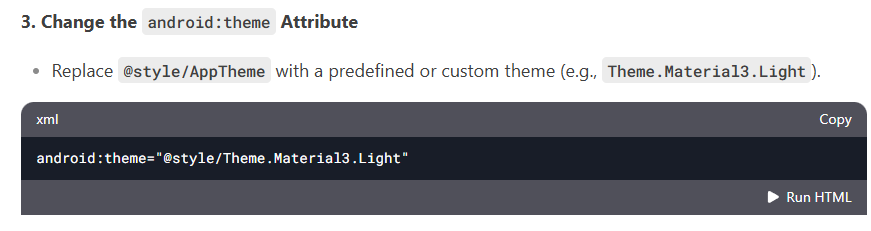 3. Change the android:theme Attribute
• Replace @style/AppTheme with a predefined or custom theme (e.g., Theme.Material3.Light).
xml Copy
android:theme="@style/Theme.Material3.Light"
▶ Run HTML